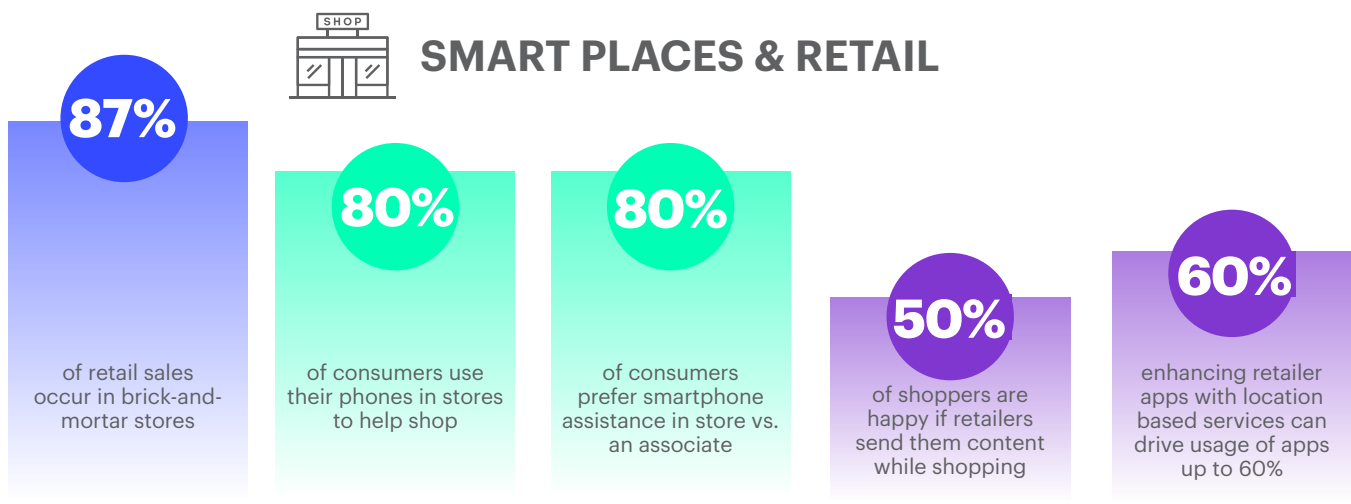 SHOP
SMART PLACES & RETAIL
87%
of retail sales
occur in brick-and-
mortar stores
80%
of consumers use
their phones in stores
to help shop
80%
of consumers
prefer smartphone
assistance in store vs.
an associate
50%
of shoppers are
happy if retailers
send them content
while shopping
60%
enhancing retailer
apps with location
based services can
drive usage of apps
up to 60%